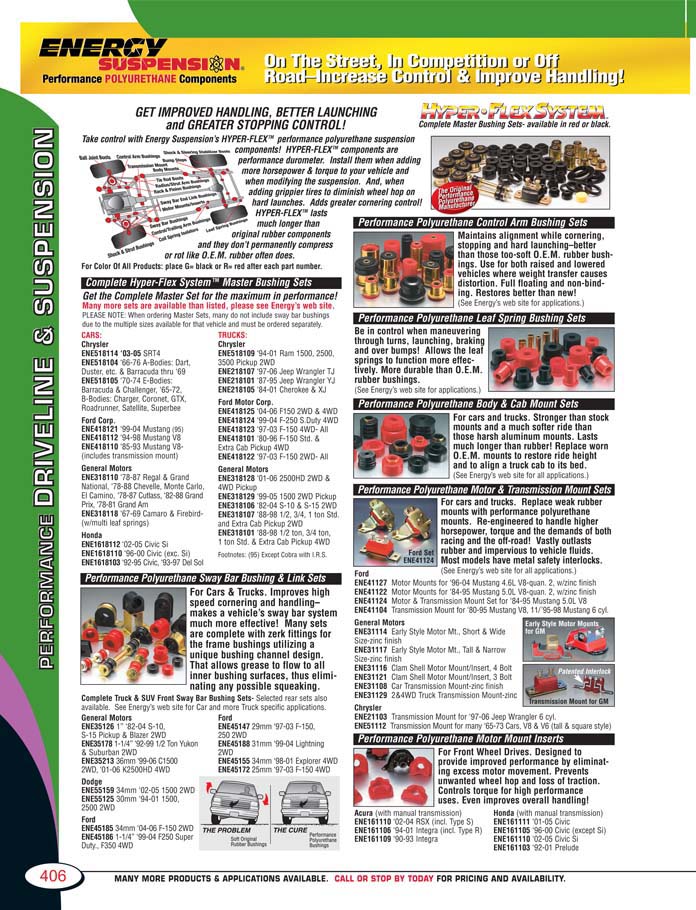 ENERGY
SUSPENSION®
Performance POLYURETHANE Components
On The Street, In Competition or Off
Road–Increase Control & Improve Handling!
PERFORMANCE DRIVELINE & SUSPENSION
GET IMPROVED HANDLING, BETTER LAUNCHING
and GREATER STOPPING CONTROL!
Take control with Energy Suspension's HYPER-FLEX™ performance polyurethane suspension
components! HYPER-FLEX™ components are
performance durometer. Install them when adding
more horsepower & torque to your vehicle and
when modifying the suspension. And, when
adding grippier tires to diminish wheel hop on
hard launches. Adds greater cornering control!
HYPER-FLEX™ lasts
much longer than
original rubber components
and they don't permanently compress
or rot like O.E.M. rubber often does.
Ball Joint Boots
Control Arm Bushings
Shock & Steering Stabilizer Boots
Bump Stops
Transmission Mount
Body Mounts
Tie Rod Boots
Radius/Strut Arm Bushings
Rack & Pinion Bushings
Sway Bar End Link Bushings
Motor Mounts/Inserts
Sway Bar Bushings
Control/Trailing Arm Bushings
Coil Spring Isolators
Leaf Spring Bushings
Shock & Strut Bushings
For Color Of All Products: place G= black or R= red after each part number.
Complete Hyper-Flex System™ Master Bushing Sets
Get the Complete Master Set for the maximum in performance!
Many more sets are available than listed, please see Energy's web site.
PLEASE NOTE: When ordering Master Sets, many do not include sway bar bushings
due to the multiple sizes available for that vehicle and must be ordered separately.
CARS:
Chrysler
ENE518114 '03-05 SRT4
ENE518104 '66-76 A-Bodies: Dart,
Duster, etc. & Barracuda thru '69
ENE518105 '70-74 E-Bodies:
Barracuda & Challenger, '65-72,
B-Bodies: Charger, Coronet, GTX,
Roadrunner, Satellite, Superbee
Ford Corp.
ENE418121 '99-04 Mustang (95)
ENE418112 '94-98 Mustang V8
ENE418110 '85-93 Mustang V8-
(includes transmission mount)
General Motors
ENE318110 '78-87 Regal & Grand
National, '78-88 Chevelle, Monte Carlo,
El Camino, '78-87 Cutlass, '82-88 Grand
Prix, '78-81 Grand Am
ENE318118 '67-69 Camaro & Firebird-
(w/multi leaf springs)
Honda
ENE1618112 '02-05 Civic Si
ENE1618110 '96-00 Civic (exc. Si)
ENE1618103 '92-95 Civic, '93-97 Del Sol
TRUCKS:
Chrysler
ENE518109 '94-01 Ram 1500, 2500,
3500 Pickup 2WD
ENE218107 '97-06 Jeep Wrangler TJ
ENE218101 '87-95 Jeep Wrangler YJ
ENE218105 '84-01 Cherokee & XJ
Ford Motor Corp.
ENE418125 '04-06 F150 2WD & 4WD
ENE418124 '99-04 F-250 S.Duty 4WD
ENE418123 '97-03 F-150 4WD- All
ENE418101 '80-96 F-150 Std. &
Extra Cab Pickup 4WD
ENE418122 '97-03 F-150 2WD- All
General Motors
ENE318128 '01-06 2500HD 2WD &
4WD Pickup
ENE318129 '99-05 1500 2WD Pickup
ENE318106 '82-04 S-10 & S-15 2WD
ENE318107 '88-98 1/2, 3/4, 1 ton Std.
and Extra Cab Pickup 2WD
ENE318101 '88-98 1/2 ton, 3/4 ton,
1 ton Std. & Extra Cab Pickup 4WD
Footnotes: (95) Except Cobra with I.R.S.
Performance Polyurethane Sway Bar Bushing & Link Sets
For Cars & Trucks. Improves high
speed cornering and handling–
makes a vehicle's sway bar system
much more effective! Many sets
are complete with zerk fittings for
the frame bushings utilizing a
unique bushing channel design.
That allows grease to flow to all
inner bushing surfaces, thus elimi-
nating any possible squeaking.
Complete Truck & SUV Front Sway Bar Bushing Sets- Selected rear sets also
available. See Energy's web site for Car and more Truck specific applications.
General Motors
ENE35126 1" '82-04 S-10,
S-15 Pickup & Blazer 2WD
ENE35178 1-1/4" '92-99 1/2 Ton Yukon
& Suburban 2WD
ENE35213 36mm '99-06 C1500
2WD, '01-06 K2500HD 4WD
Dodge
ENE55159 34mm '02-05 1500 2WD
ENE55125 30mm '94-01 1500,
2500 2WD
Ford
ENE45185 34mm '04-06 F-150 2WD
ENE45186 1-1/4" '99-04 F250 Super
Duty., F350 4WD
Ford
ENE45147 29mm '97-03 F-150,
250 2WD
ENE45188 31mm '99-04 Lightning
2WD
ENE45155 34mm '98-01 Explorer 4WD
ENE45172 25mm '97-03 F-150 4WD
THE PROBLEM
Soft Original
Rubber Bushings
THE CURE
Performance
Polyurethane
Bushings
HYPER•FLEX SYSTEM™
Complete Master Bushing Sets- available in red or black.
The Original
Performance
Polyurethane
Manufacturer
Performance Polyurethane Control Arm Bushing Sets
Maintains alignment while cornering,
stopping and hard launching–better
than those too-soft O.E.M. rubber bush-
ings. Use for both raised and lowered
vehicles where weight transfer causes
distortion. Full floating and non-bind-
ing. Restores better than new!
(See Energy's web site for applications.)
Performance Polyurethane Leaf Spring Bushing Sets
Be in control when maneuvering
through turns, launching, braking
and over bumps! Allows the leaf
springs to function more effec-
tively. More durable than O.E.M.
rubber bushings.
(See Energy's web site for all applications.)
Performance Polyurethane Body & Cab Mount Sets
For cars and trucks. Stronger than stock
mounts and a much softer ride than
those harsh aluminum mounts. Lasts
much longer than rubber! Replace worn
O.E.M. mounts to restore ride height
and to align a truck cab to its bed.
(See Energy's web site for all applications.)
Performance Polyurethane Motor & Transmission Mount Sets
Ford Set
ENE41124
For cars and trucks. Replace weak rubber
mounts with performance polyurethane
mounts. Re-engineered to handle higher
horsepower, torque and the demands of both
racing and the off-road! Vastly outlasts
rubber and impervious to vehicle fluids.
Most models have metal safety interlocks.
(See Energy's web site for all applications.)
Ford
ENE41127 Motor Mounts for '96-04 Mustang 4.6L V8-quan. 2, w/zinc finish
ENE41122 Motor Mounts for '84-95 Mustang 5.0L V8-quan. 2, w/zinc finish
ENE41124 Motor & Transmission Mount Set for '84-95 Mustang 5.0L V8
ENE41104 Transmission Mount for '80-95 Mustang V8, 11/'95-98 Mustang 6 cyl.
General Motors
ENE31114 Early Style Motor Mt., Short & Wide
Size-zinc finish
ENE31117 Early Style Motor Mt., Tall & Narrow
Size-zinc finish
ENE31116 Clam Shell Motor Mount/Insert, 4 Bolt
ENE31121 Clam Shell Motor Mount/Insert, 3 Bolt
ENE31108 Car Transmission Mount-zinc finish
ENE31129 2&4WD Truck Transmission Mount-zinc
Early Style Motor Mounts
for GM
Patented Interlock
Transmission Mount for GM
Chrysler
ENE21103 Transmission Mount for '97-06 Jeep Wrangler 6 cyl.
ENE51112 Transmission Mount for many '65-73 Cars, V8 & V6 (tall & square style)
Performance Polyurethane Motor Mount Inserts
For Front Wheel Drives. Designed to
provide improved performance by eliminat-
ing excess motor movement. Prevents
unwanted wheel hop and loss of traction.
Controls torque for high performance
uses. Even improves overall handling!
Acura (with manual transmission)
ENE161110 '02-04 RSX (incl. Type S)
ENE161106 '94-01 Integra (incl. Type R)
ENE161109 '90-93 Integra
Honda (with manual transmission)
ENE161111 '01-05 Civic
ENE161105 '96-00 Civic (except Si)
ENE161110 '02-05 Civic Si
ENE161103 '92-01 Prelude
406
MANY MORE PRODUCTS & APPLICATIONS AVAILABLE. CALL OR STOP BY TODAY FOR PRICING AND AVAILABILITY.